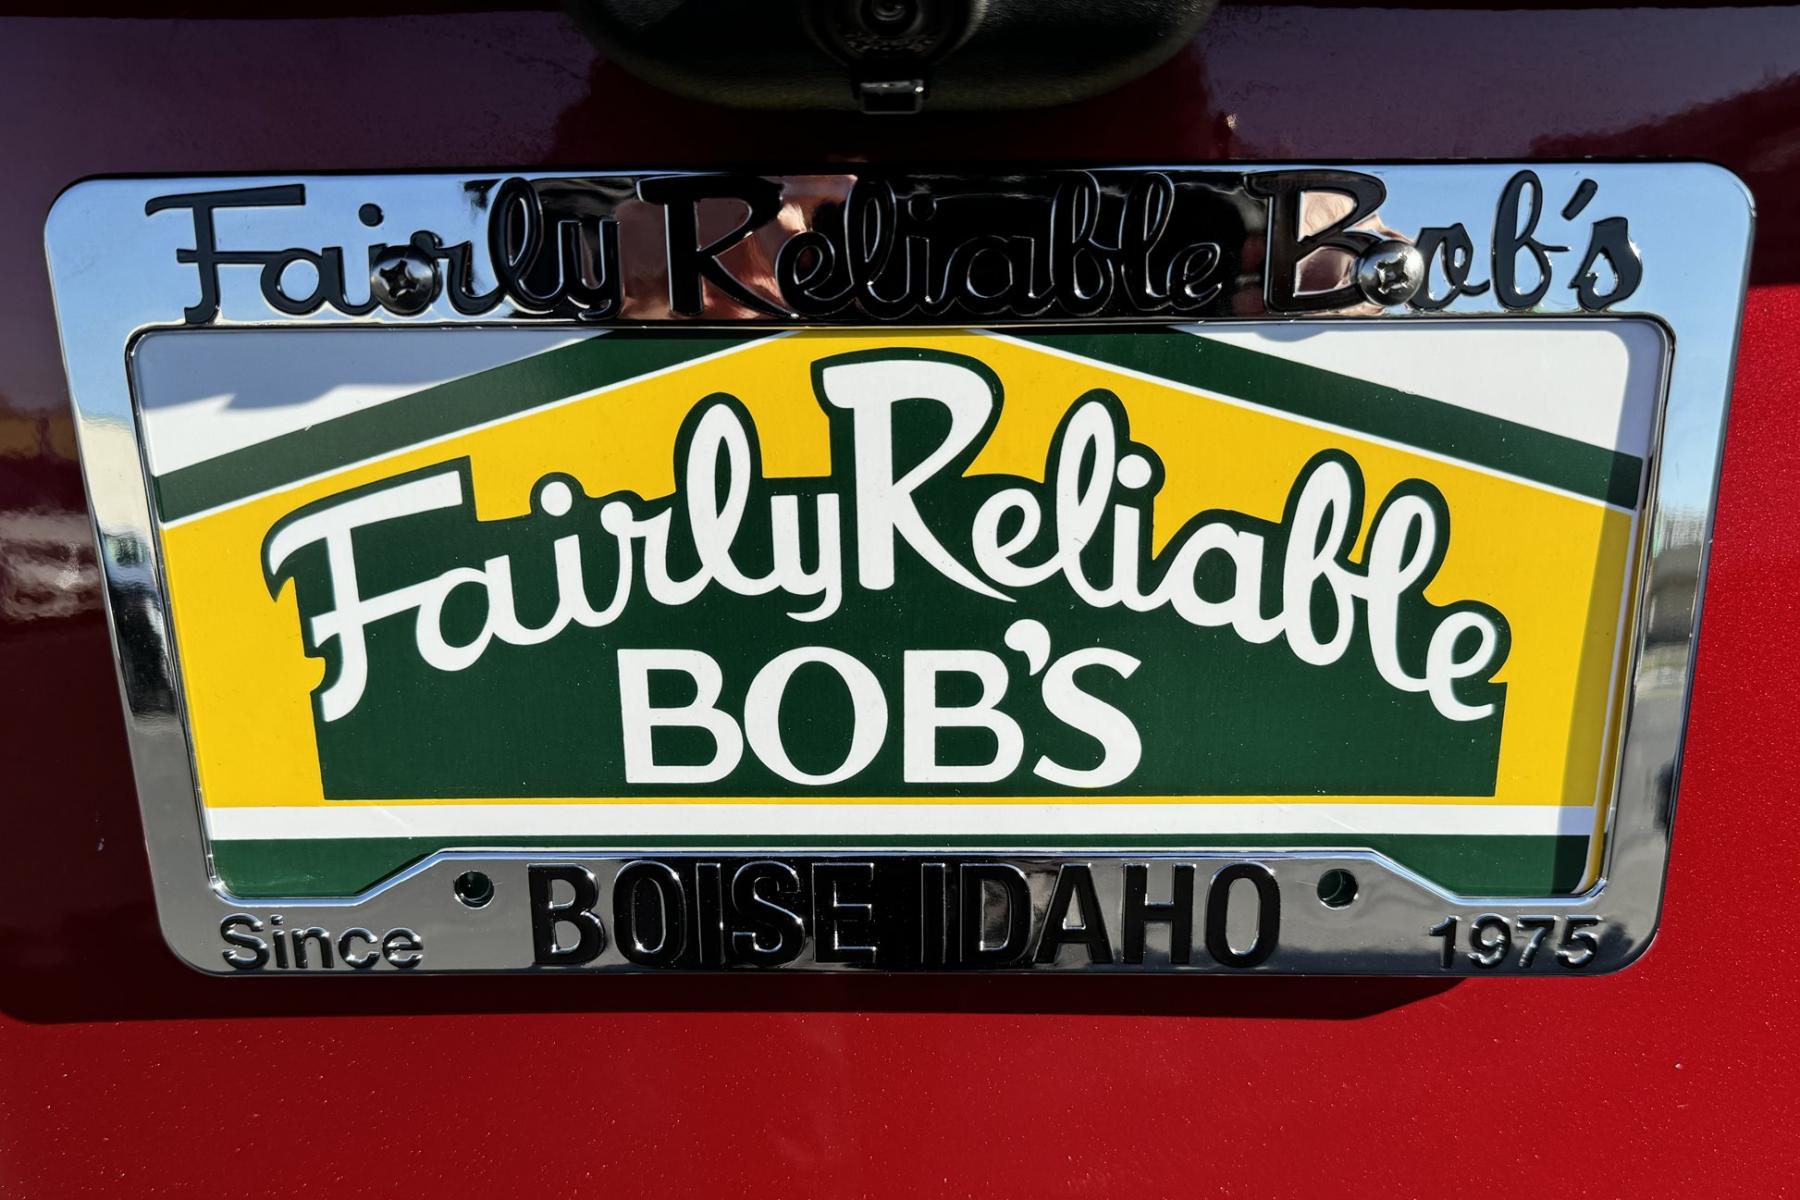 Fairly Reliable Bob's
Fairly Reliable
BOB'S
Since BOISE IDAHO 1975